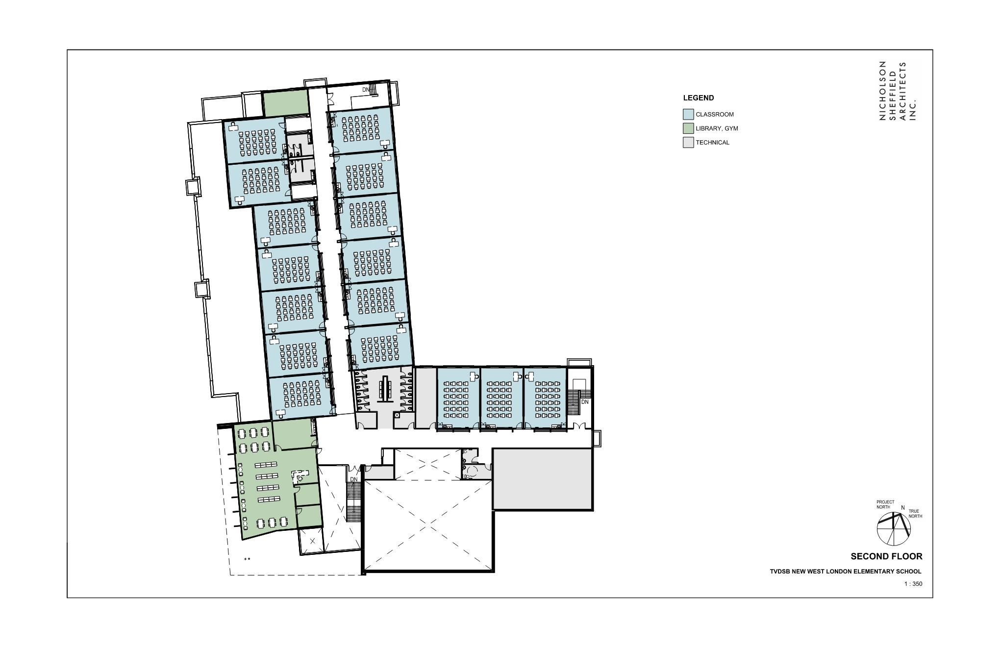 NICHOLSON
SHEFFIELD
ARCHITECTS
INC.
LEGEND
CLASSROOM
LIBRARY, GYM
TECHNICAL
DN
DN
DN
PROJECT
NORTH
N
TRUE
NORTH
SECOND FLOOR
TVDSB NEW WEST LONDON ELEMENTARY SCHOOL
1 : 350